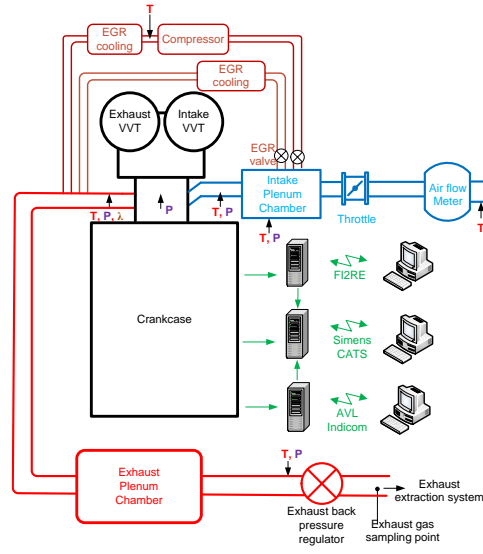 T
EGR
cooling
Compressor
EGR
cooling
Exhaust
VVT
Intake
VVT
EGR
valve
Intake
Plenum
Chamber
Air flow
Meter
Throttle
T, P, λ
P
T, P
T, P
T
FI2RE
Crankcase
Simens
CATS
AVL
Indicom
Exhaust
Plenum
Chamber
T, P
Exhaust back
pressure
regulator
Exhaust
extraction system
Exhaust gas
sampling point